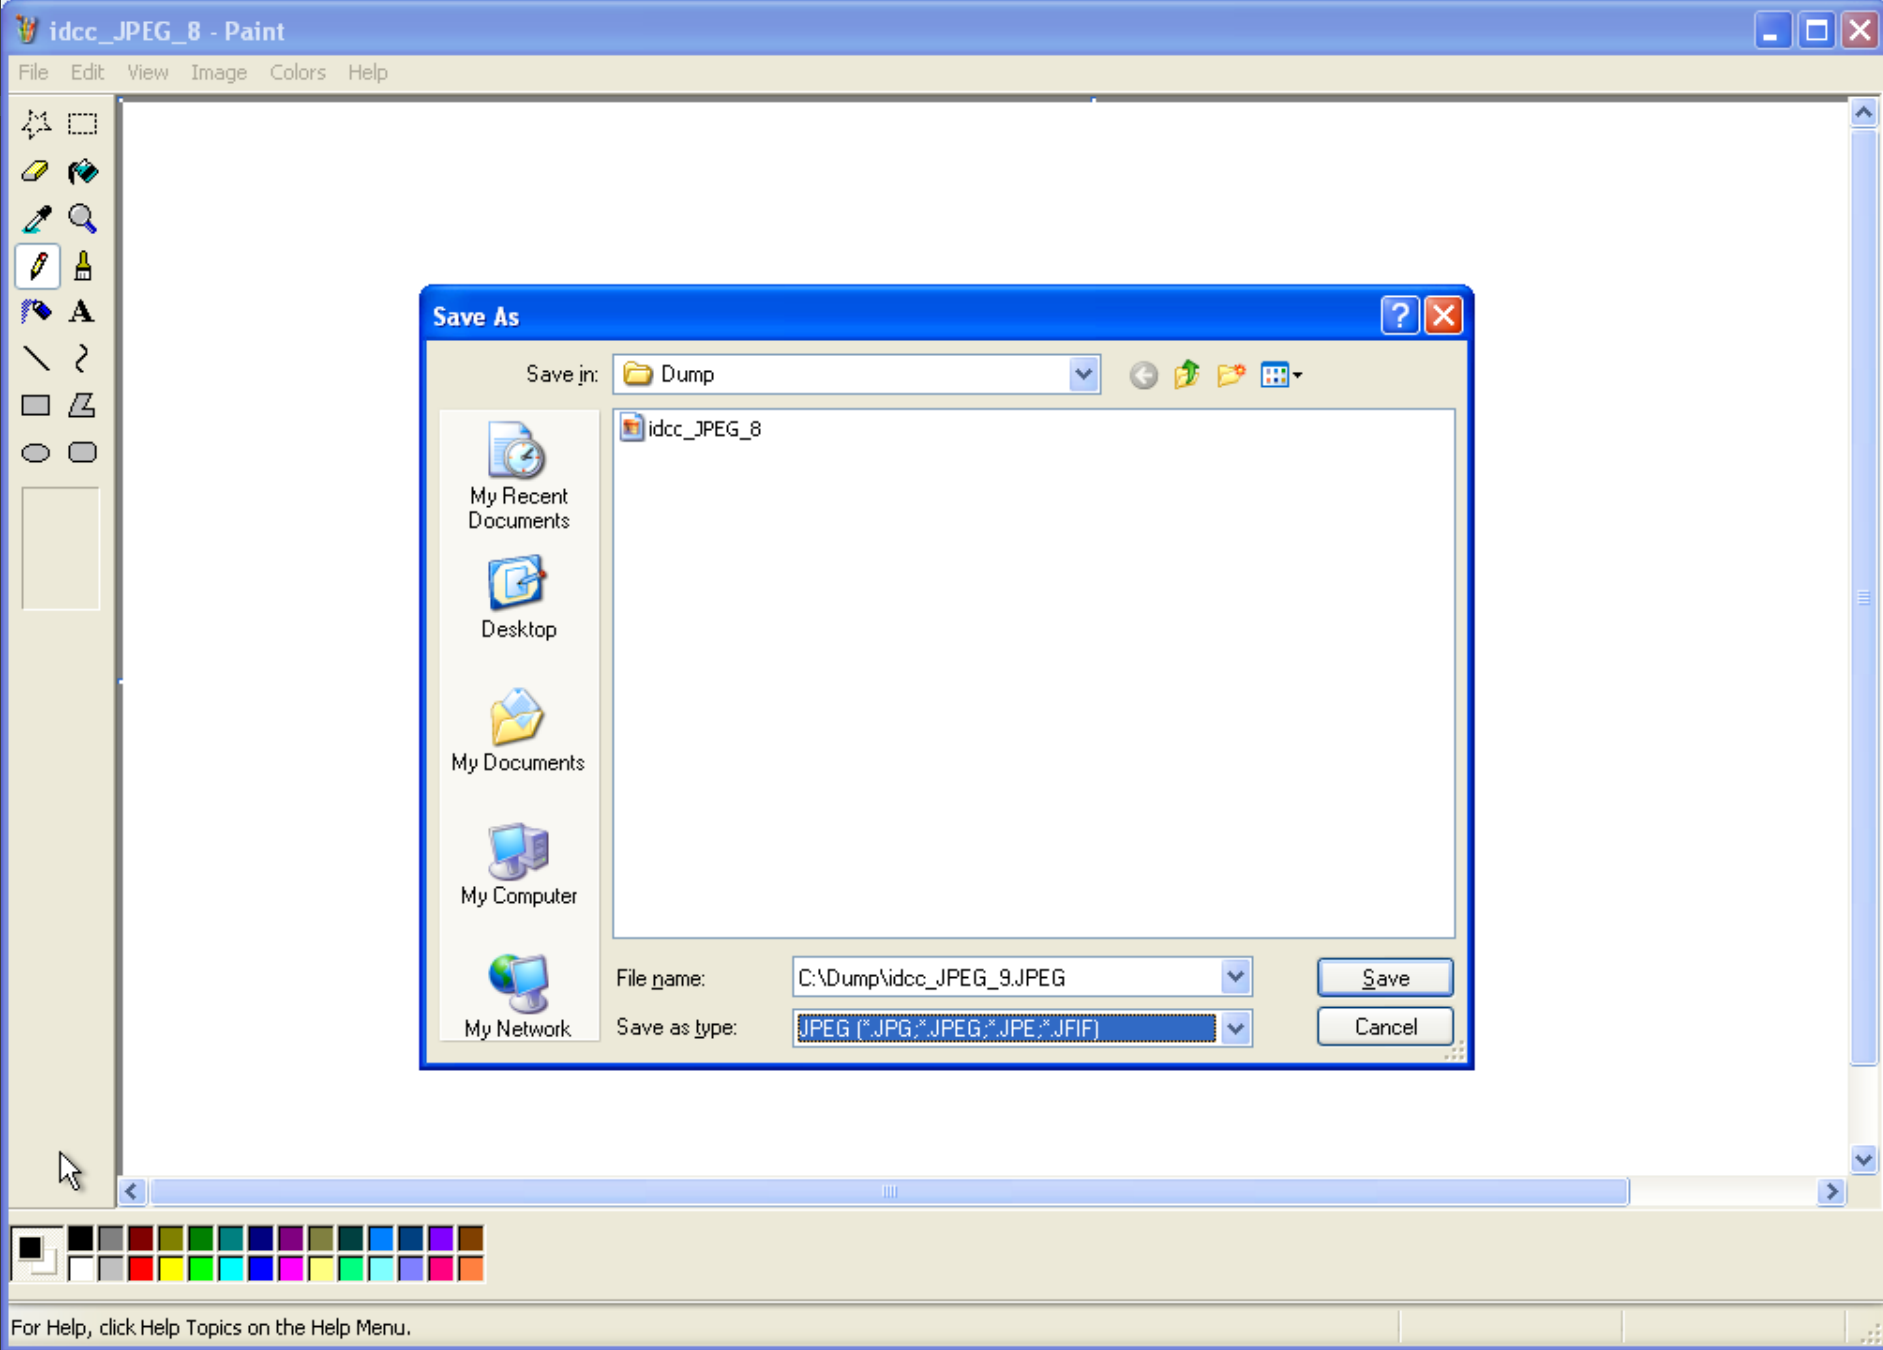 idcc_JPEG_8 - Paint
File Edit View Image Colors Help
A
Save As
?
Save in: Dump
idcc_JPEG_8
My Recent
Documents
Desktop
My Documents
My Computer
My Network
File name: C:\Dump\idcc_JPEG_9.JPEG Save
Save as type: JPEG (*.JPG;*.JPEG;*.JPE;*.JFIF) Cancel
For Help, click Help Topics on the Help Menu.